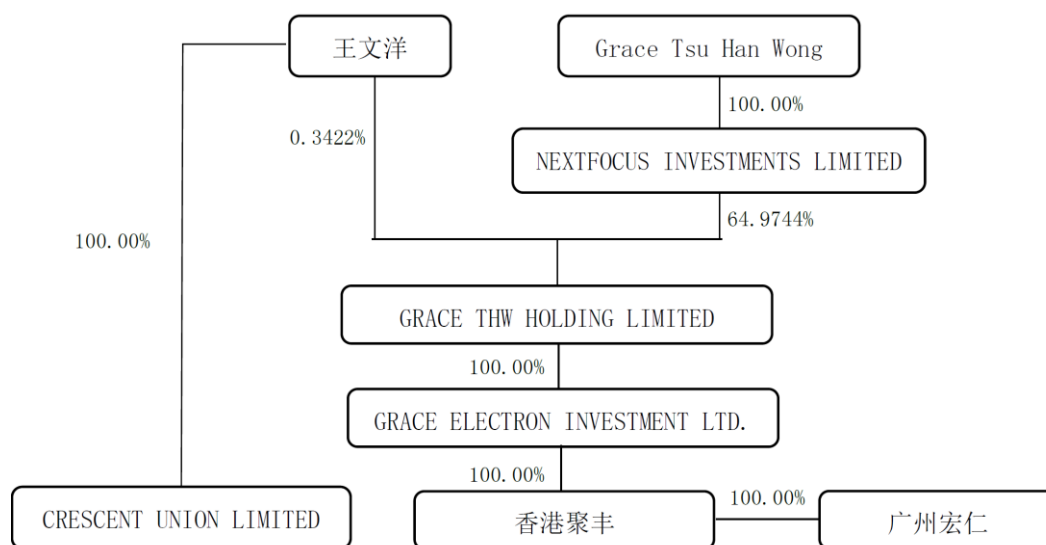 王文洋
Grace Tsu Han Wong
100.00%
0.3422%
NEXTFOCUS INVESTMENTS LIMITED
64.9744%
100.00%
GRACE THW HOLDING LIMITED
100.00%
GRACE ELECTRON INVESTMENT LTD.
100.00%
CRESCENT UNION LIMITED
香港聚丰
100.00%
广州宏仁